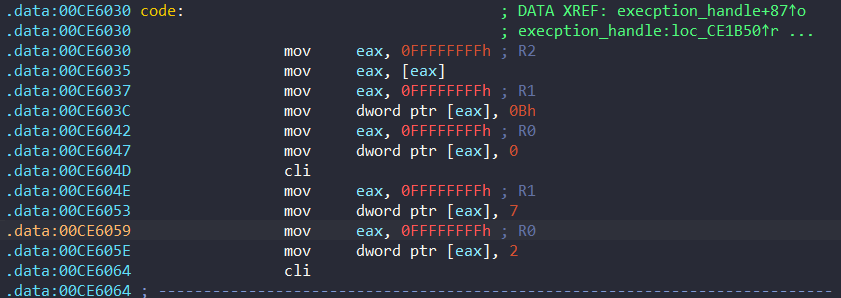 .data:00CE6030 code: ; DATA XREF: execption_handle+87↑o
.data:00CE6030 ; execption_handle:loc_CE1B50↑r ...
.data:00CE6030 mov eax, 0FFFFFFFFh ; R2
.data:00CE6035 mov eax, [eax]
.data:00CE6037 mov eax, 0FFFFFFFFh ; R1
.data:00CE603C mov dword ptr [eax], 0Bh
.data:00CE6042 mov eax, 0FFFFFFFFh ; R0
.data:00CE6047 mov dword ptr [eax], 0
.data:00CE604D cli
.data:00CE604E mov eax, 0FFFFFFFFh ; R1
.data:00CE6053 mov dword ptr [eax], 7
.data:00CE6059 mov eax, 0FFFFFFFFh ; R0
.data:00CE605E mov dword ptr [eax], 2
.data:00CE6064 cli
.data:00CE6064 ; ---------------------------------------------------------------------------